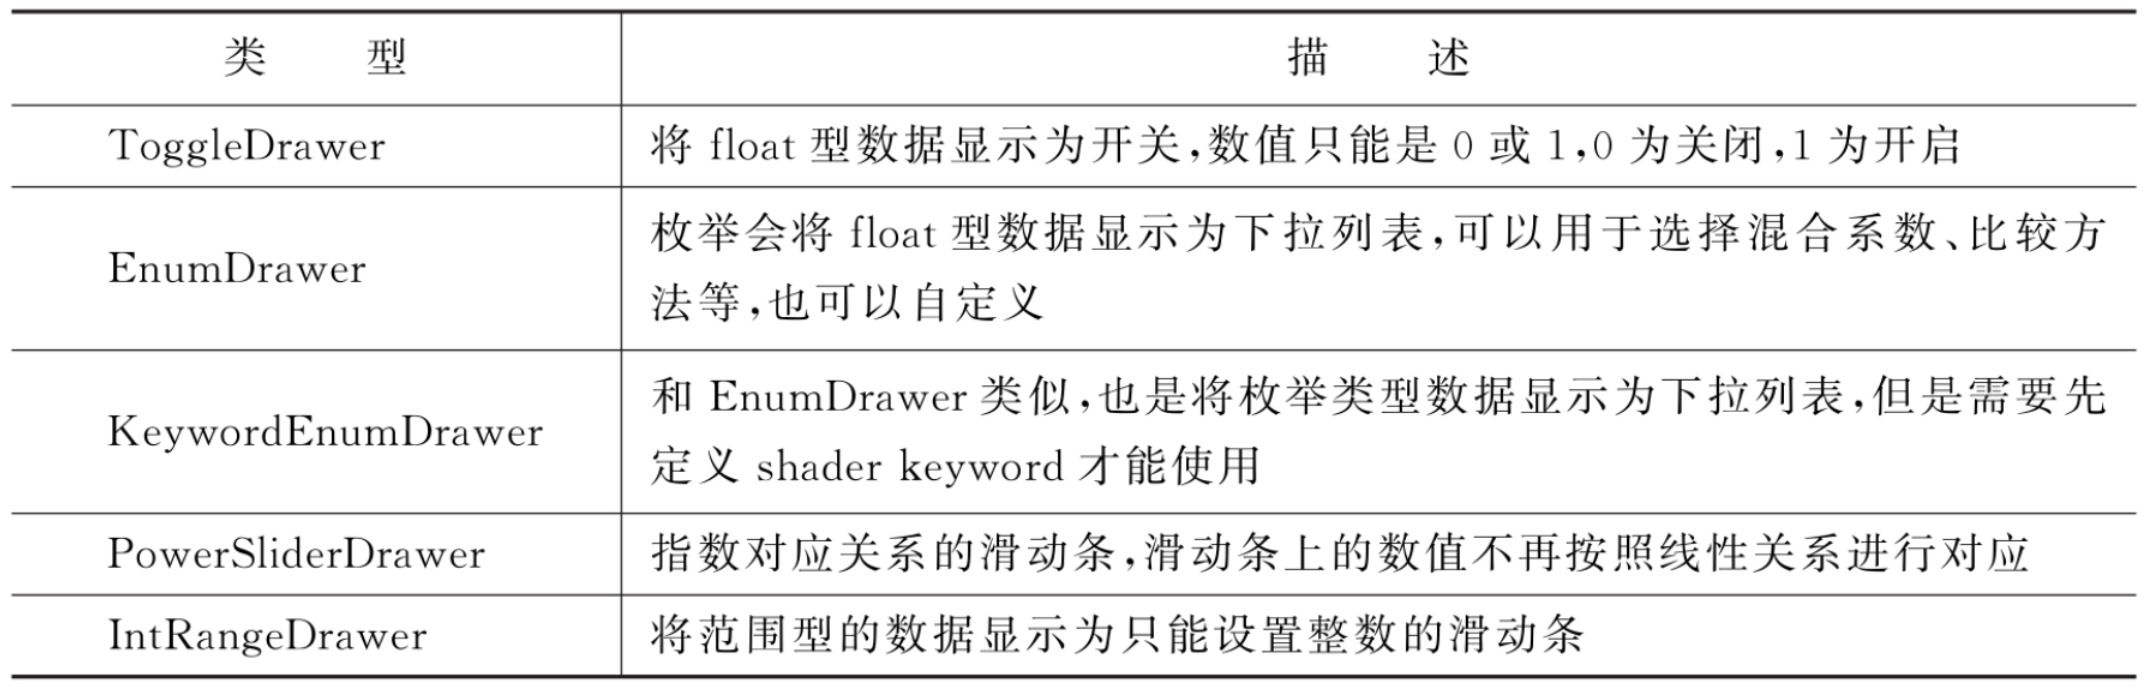 类 型 描 述
ToggleDrawer 将 float 型数据显示为开关,数值只能是 0 或 1,0 为关闭,1 为开启
EnumDrawer 枚举会将 float 型数据显示为下拉列表,可以用于选择混合系数、比较方
法等,也可以自定义
KeywordEnumDrawer 和 EnumDrawer 类似,也是将枚举类型数据显示为下拉列表,但是需要先
定义 shader keyword 才能使用
PowerSliderDrawer 指数对应关系的滑动条,滑动条上的数值不再按照线性关系进行对应
IntRangeDrawer 将范围型的数据显示为只能设置整数的滑动条